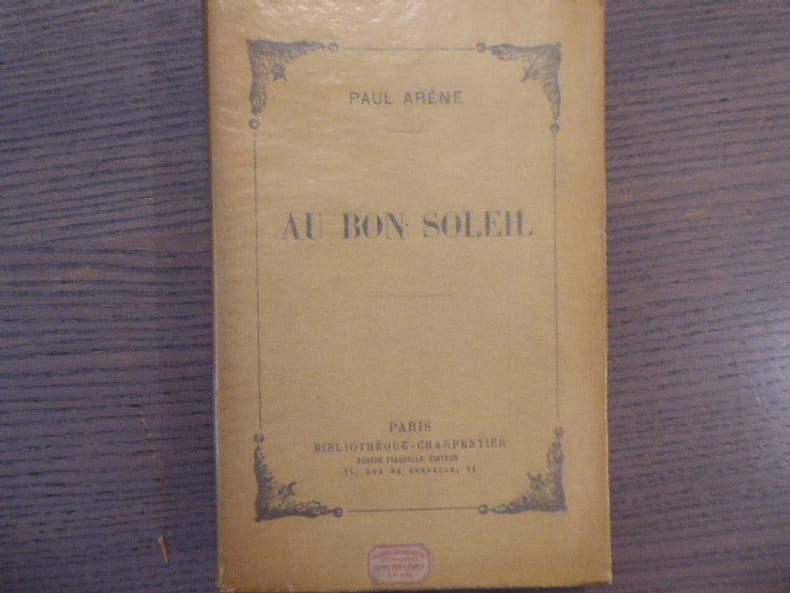 PAUL ARÈNE
AU BON SOLEIL
PARIS
BIBLIOTHÈQUE-CHARPENTIER
EUGÈNE FASQUELLE, ÉDITEUR
11, RUE DE GRENELLE, 11